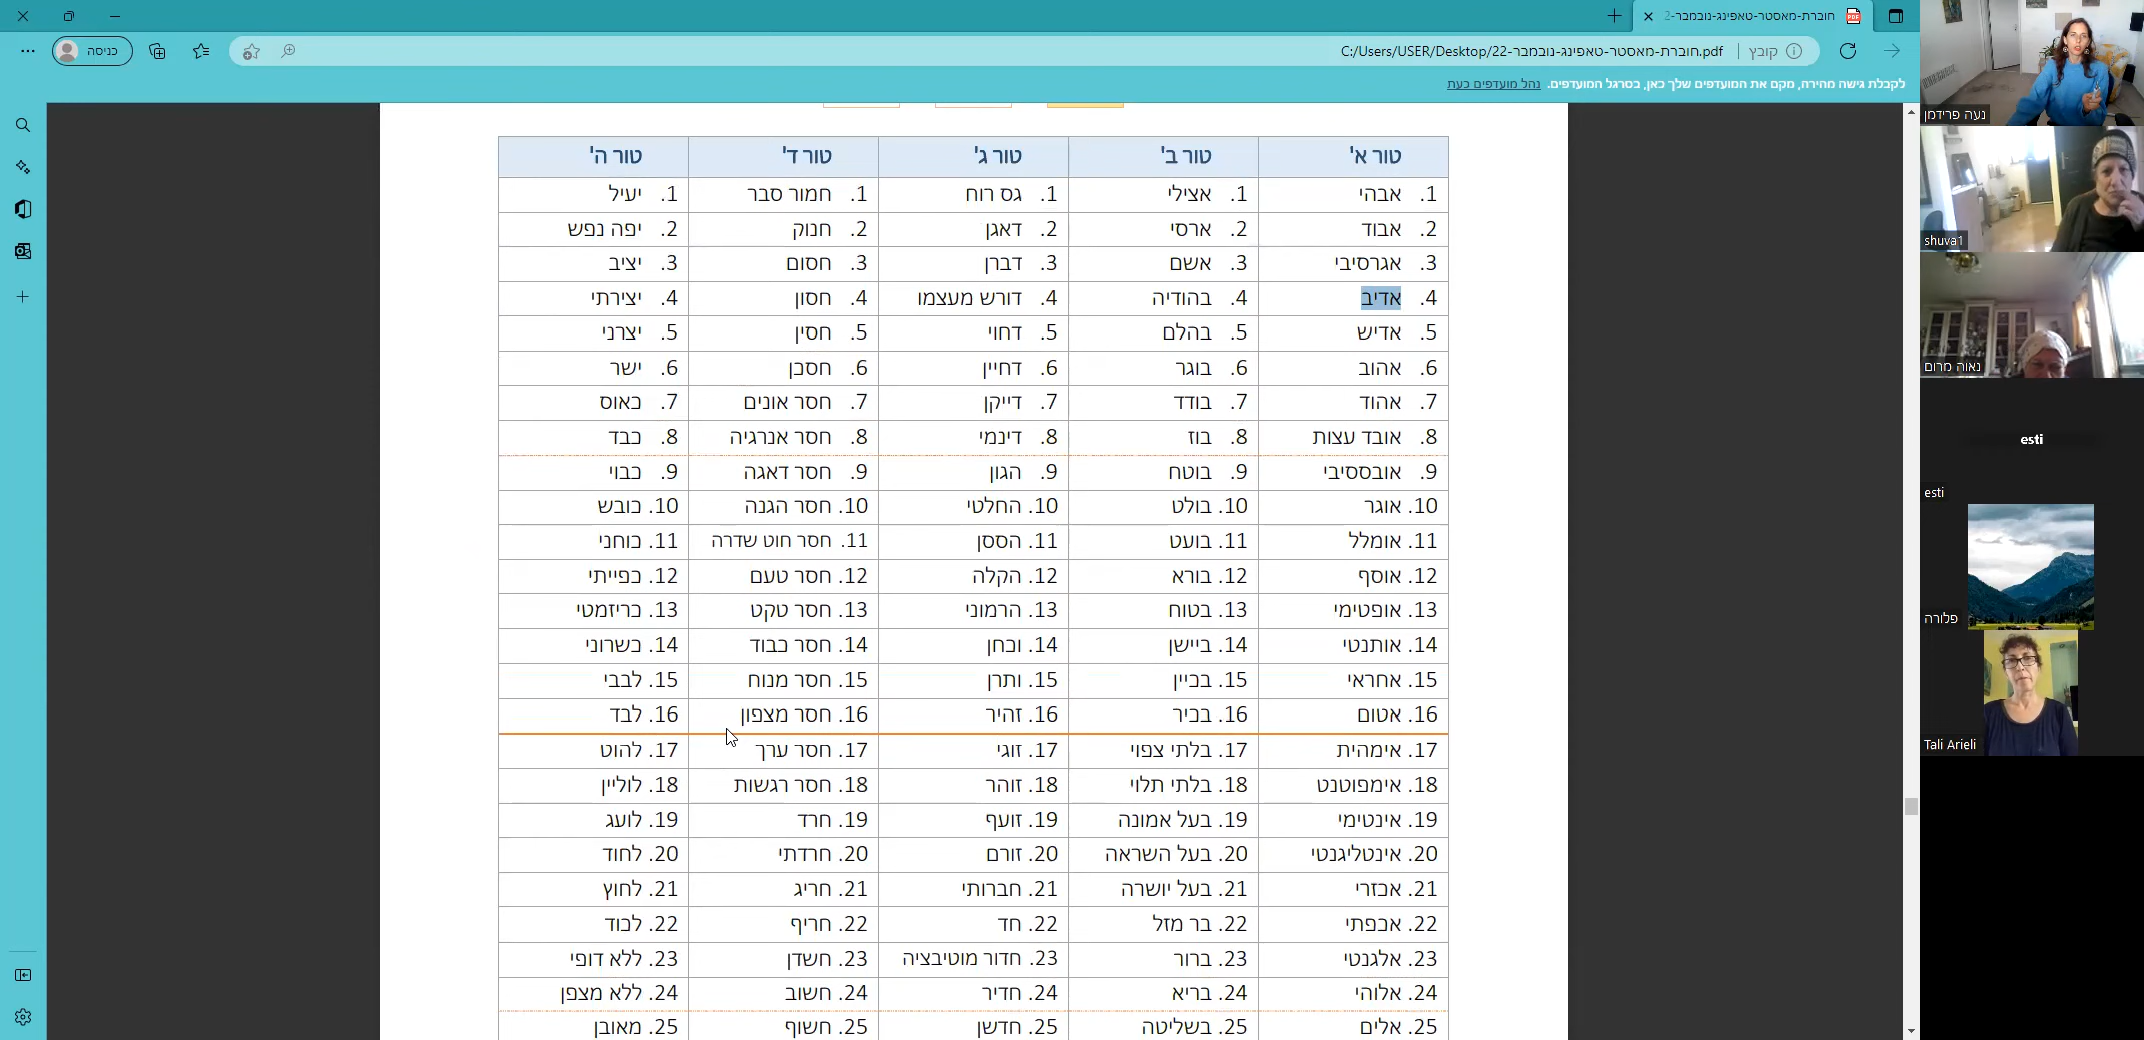 חוברת-מאסטר-טאפינג-נובמבר-2
כניסה
קובץ
C:/Users/USER/Desktop/22-חוברת-מאסטר-טאפינג-נובמבר.pdf
לקבלת גישה מהירה, מקם את המועדפים שלך כאן, בסרגל המועדפים. נהל מועדפים כעת
טור א' טור ב' טור ג' טור ד' טור ה'
1. אבהי 1. אצילי 1. גס רוח 1. חמור סבר 1. יעיל
2. אבוד 2. ארסי 2. דאגן 2. חנוק 2. יפה נפש
3. אגרסיבי 3. אשם 3. דברן 3. חסום 3. יציב
4. אדיב 4. בהודיה 4. דורש מעצמו 4. חסון 4. יצירתי
5. אדיש 5. בהלם 5. דחוי 5. חסין 5. יצרני
6. אהוב 6. בוגר 6. דחיין 6. חסכן 6. ישר
7. אהוד 7. בודד 7. דייקן 7. חסר אונים 7. כאוס
8. אובד עצות 8. בוז 8. דינמי 8. חסר אנרגיה 8. כבד
9. אובססיבי 9. בוטח 9. הגון 9. חסר דאגה 9. כבוי
10. אוגר 10. בולט 10. החלטי 10. חסר הגנה 10. כובש
11. אומלל 11. בועט 11. הססן 11. חסר חוט שדרה 11. כוחני
12. אוסף 12. בורא 12. הקלה 12. חסר טעם 12. כפייתי
13. אופטימי 13. בטוח 13. הרמוני 13. חסר טקט 13. כריזמטי
14. אותנטי 14. ביישן 14. וכחן 14. חסר כבוד 14. כשרוני
15. אחראי 15. בכיין 15. ותרן 15. חסר מנוח 15. לבבי
16. אטום 16. בכיר 16. זהיר 16. חסר מצפון 16. לבד
17. אימהית 17. בלתי צפוי 17. זוגי 17. חסר ערך 17. להוט
18. אימפוטנט 18. בלתי תלוי 18. זוהר 18. חסר רגשות 18. לוליין
19. אינטימי 19. בעל אמונה 19. זועף 19. חרד 19. לועג
20. אינטליגנטי 20. בעל השראה 20. זורם 20. חרדתי 20. לחוד
21. אכזרי 21. בעל יושרה 21. חברותי 21. חריג 21. לחוץ
22. אכפתי 22. בר מזל 22. חד 22. חריף 22. לכוד
23. אלגנטי 23. ברור 23. חדור מוטיבציה 23. חשדן 23. ללא דופי
24. אלוהי 24. בריא 24. חדיר 24. חשוב 24. ללא מצפן
25. אלים 25. בשליטה 25. חדשן 25. חשוף 25. מאובן
נעה פרידמן
shuva1
נאוה מרום
esti
esti
פלורה
Tali Arieli